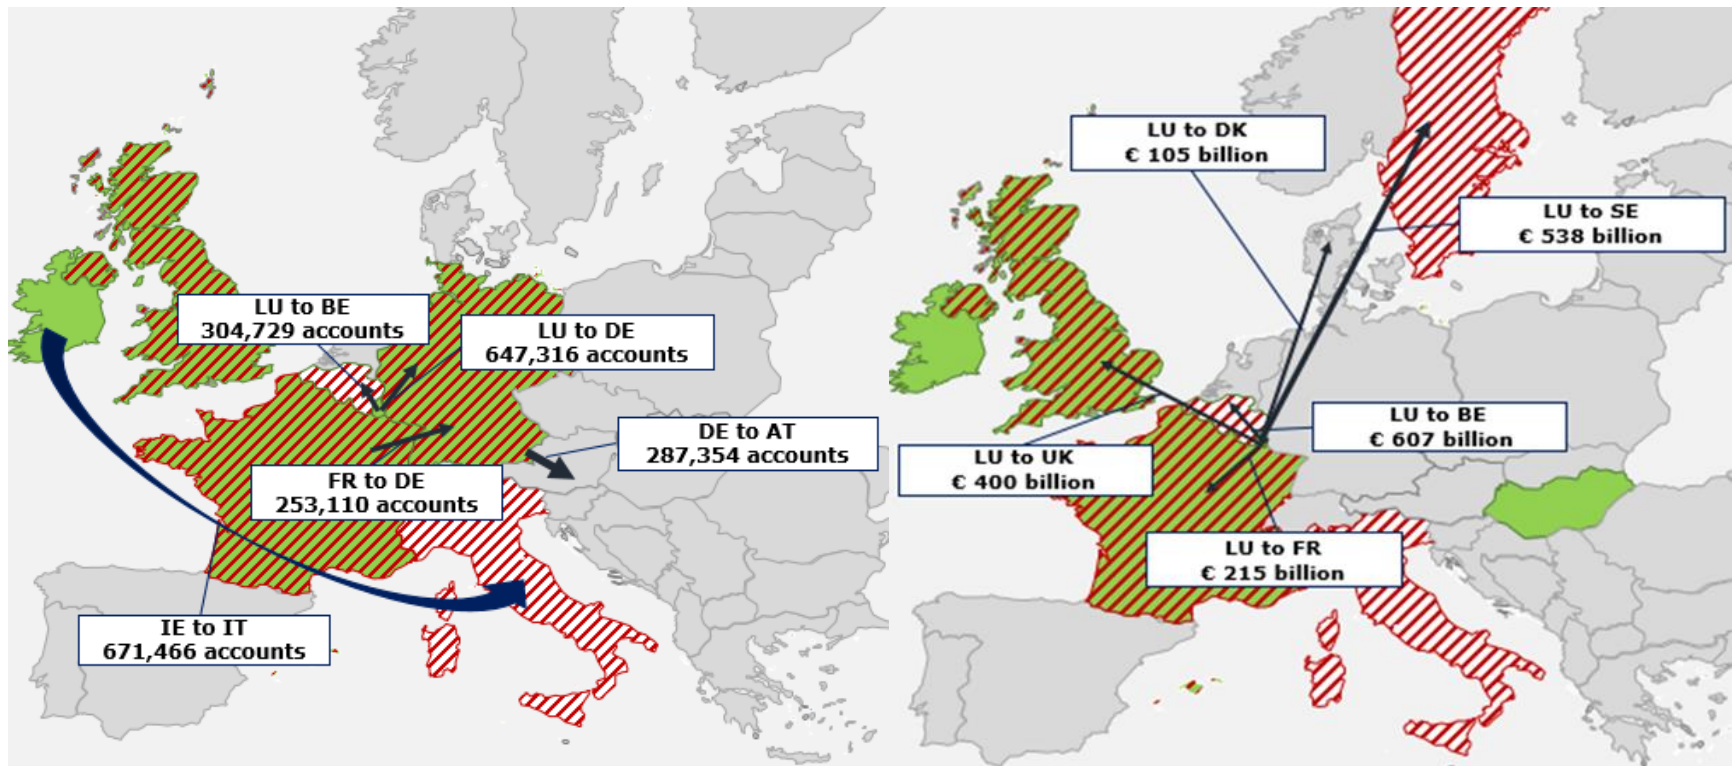 LU to BE
304,729 accounts
LU to DE
647,316 accounts
DE to AT
287,354 accounts
FR to DE
253,110 accounts
IE to IT
671,466 accounts
LU to DK
€ 105 billion
LU to SE
€ 538 billion
LU to BE
€ 607 billion
LU to UK
€ 400 billion
LU to FR
€ 215 billion